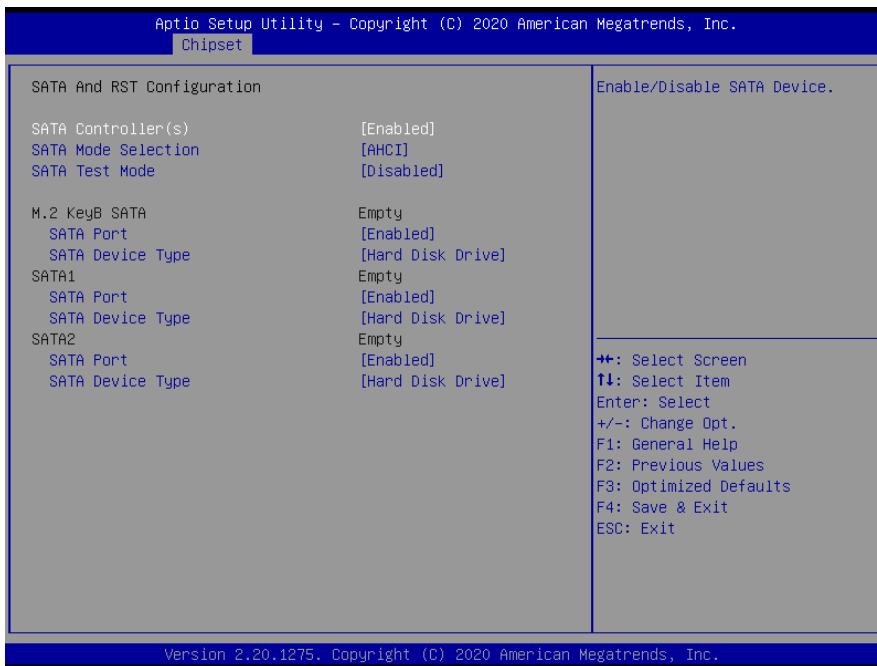 Aptio Setup Utility – Copyright (C) 2020 American Megatrends, Inc.
Chipset
SATA And RST Configuration
SATA Controller(s) [Enabled]
SATA Mode Selection [AHCI]
SATA Test Mode [Disabled]
M.2 KeyB SATA Empty
SATA Port [Enabled]
SATA Device Type [Hard Disk Drive]
SATA1 Empty
SATA Port [Enabled]
SATA Device Type [Hard Disk Drive]
SATA2 Empty
SATA Port [Enabled]
SATA Device Type [Hard Disk Drive]
Enable/Disable SATA Device.
→←: Select Screen
↑↓: Select Item
Enter: Select
+/-: Change Opt.
F1: General Help
F2: Previous Values
F3: Optimized Defaults
F4: Save & Exit
ESC: Exit
Version 2.20.1275. Copyright (C) 2020 American Megatrends, Inc.